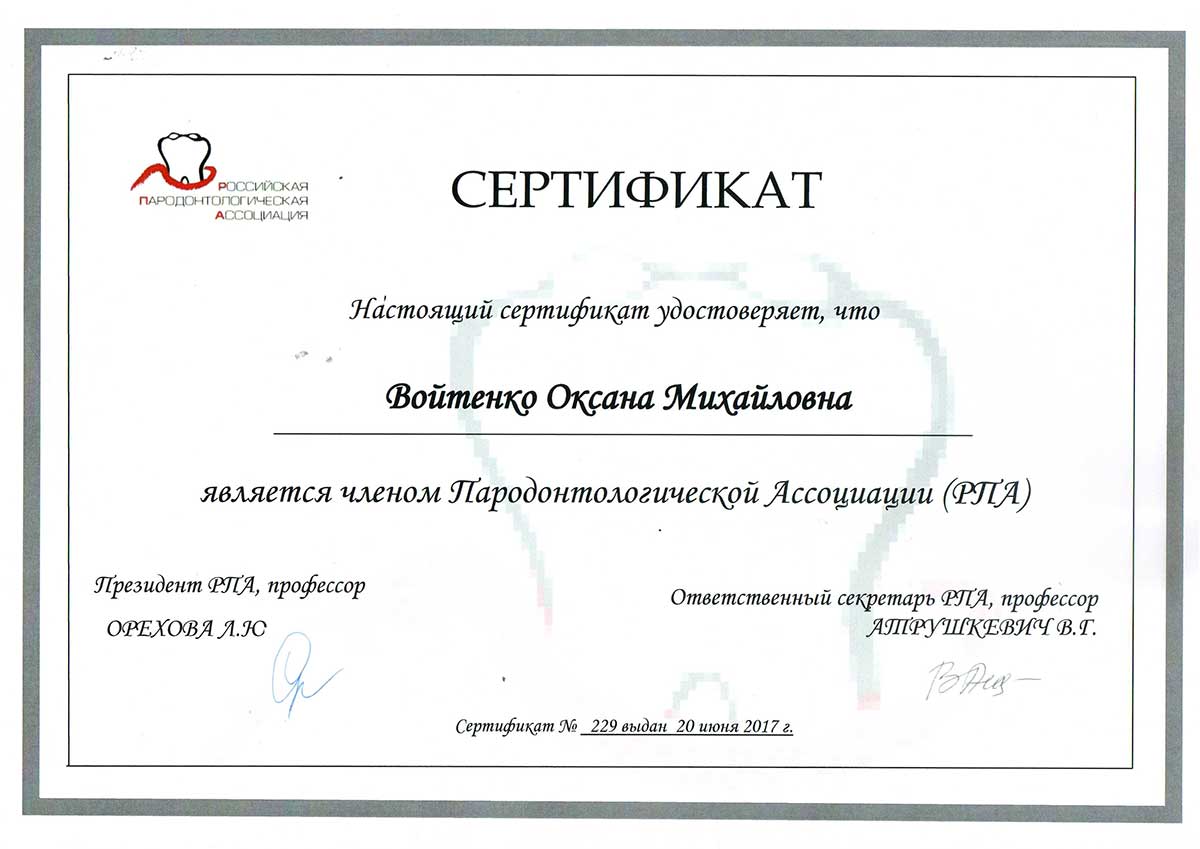 РОССИЙСКАЯ
ПАРОДОНТОЛОГИЧЕСКАЯ
АССОЦИАЦИЯ
СЕРТИФИКАТ
Настоящий сертификат удостоверяет, что
Войтенко Оксана Михайловна
является членом Пародонтологической Ассоциации (РПА)
Президент РПА, профессор
ОРЕХОВА Л.Ю
Ответственный секретарь РПА, профессор
АТРУШКЕВИЧ В.Г.
Сертификат № 229 выдан 20 июня 2017 г.